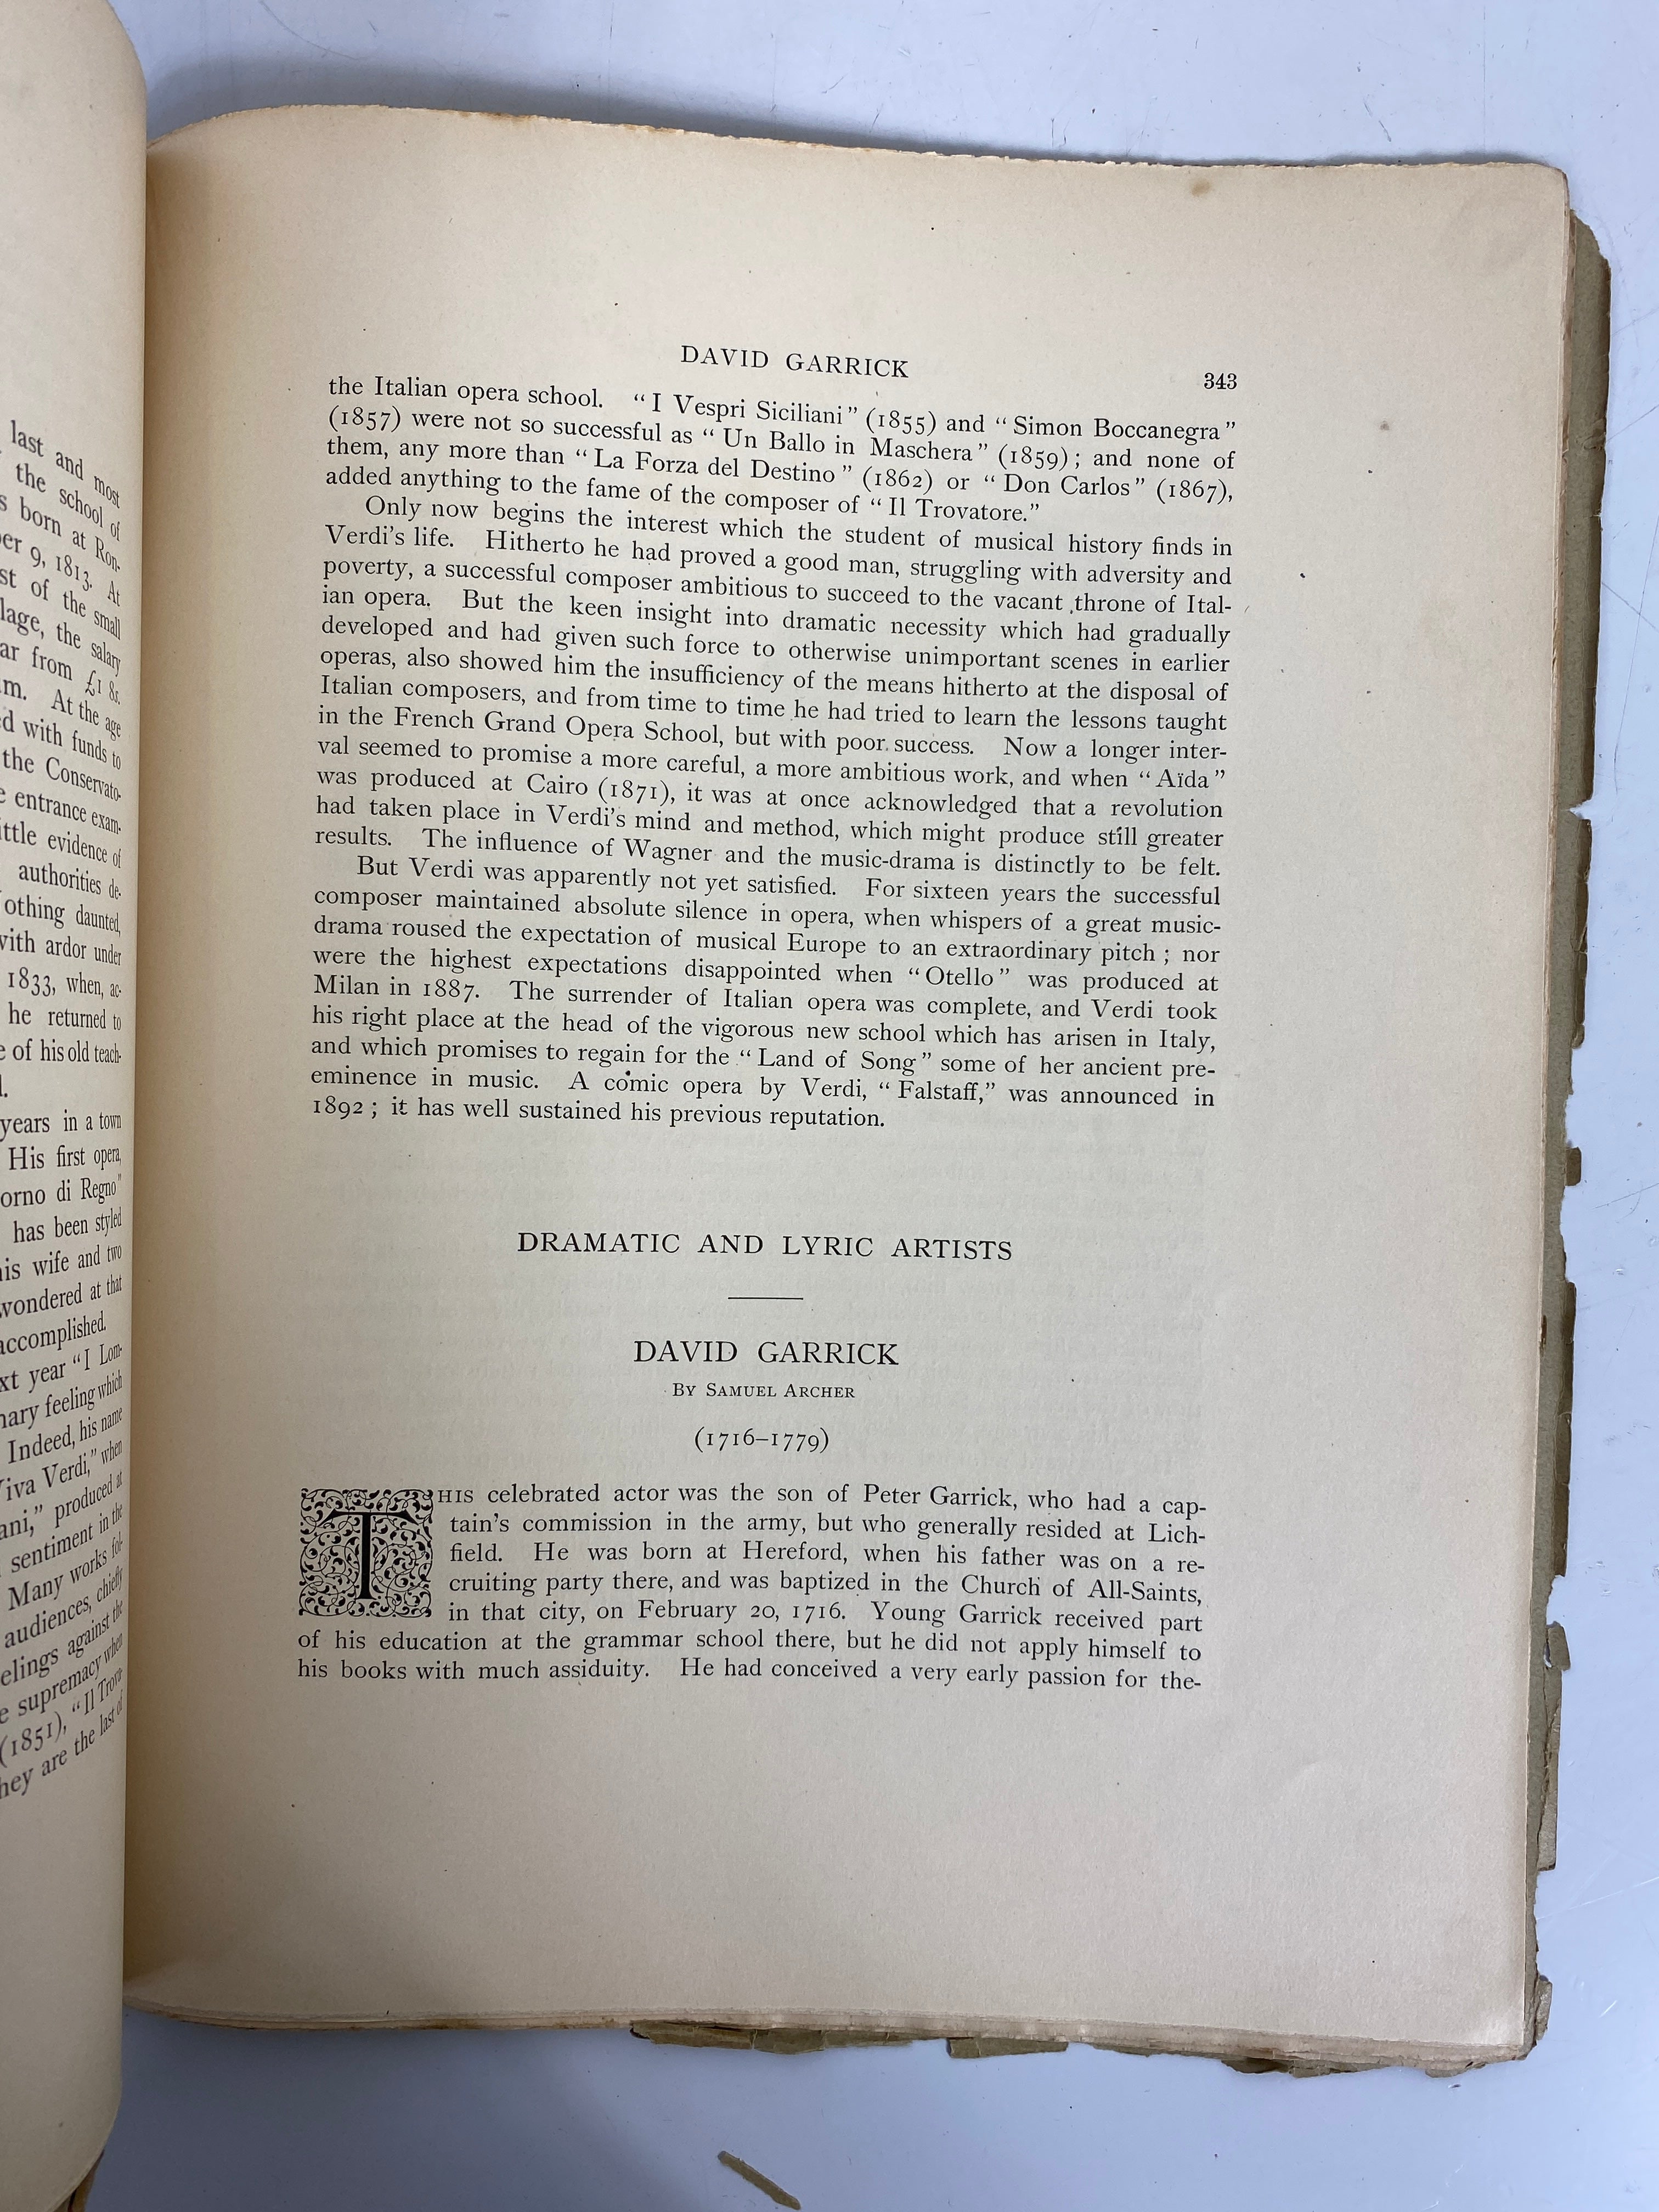 last and most
the school of
s born at Ron-
er 9, 1813. At
st of the small
lage, the salary
ar from £1 8s.
m. At the age
d with funds to
the Conservato-
e entrance exam-
ittle evidence of
authorities de-
othing daunted,
vith ardor under
1833, when, ac-
he returned to
e of his old teach-
l.
years in a town
His first opera,
orno di Regno"
has been styled
his wife and two
wondered at that
accomplished.
xt year "I Lom-
nary feeling which
Indeed, his name
Viva Verdi," when
ani," produced at
sentiment in the
Many works fol-
audiences, chiefly
eelings against the
e supremacy when
(1851), "Il Trova-
hey are the last of
DAVID GARRICK 343
the Italian opera school. "I Vespri Siciliani" (1855) and "Simon Boccanegra"
(1857) were not so successful as "Un Ballo in Maschera" (1859); and none of
them, any more than "La Forza del Destino" (1862) or "Don Carlos" (1867),
added anything to the fame of the composer of "Il Trovatore."
Only now begins the interest which the student of musical history finds in
Verdi's life. Hitherto he had proved a good man, struggling with adversity and
poverty, a successful composer ambitious to succeed to the vacant throne of Ital-
ian opera. But the keen insight into dramatic necessity which had gradually
developed and had given such force to otherwise unimportant scenes in earlier
operas, also showed him the insufficiency of the means hitherto at the disposal of
Italian composers, and from time to time he had tried to learn the lessons taught
in the French Grand Opera School, but with poor success. Now a longer inter-
val seemed to promise a more careful, a more ambitious work, and when "Aïda"
was produced at Cairo (1871), it was at once acknowledged that a revolution
had taken place in Verdi's mind and method, which might produce still greater
results. The influence of Wagner and the music-drama is distinctly to be felt.
But Verdi was apparently not yet satisfied. For sixteen years the successful
composer maintained absolute silence in opera, when whispers of a great music-
drama roused the expectation of musical Europe to an extraordinary pitch; nor
were the highest expectations disappointed when "Otello" was produced at
Milan in 1887. The surrender of Italian opera was complete, and Verdi took
his right place at the head of the vigorous new school which has arisen in Italy,
and which promises to regain for the "Land of Song" some of her ancient pre-
eminence in music. A comic opera by Verdi, "Falstaff," was announced in
1892; it has well sustained his previous reputation.
DRAMATIC AND LYRIC ARTISTS
DAVID GARRICK
BY SAMUEL ARCHER
(1716–1779)
THIS celebrated actor was the son of Peter Garrick, who had a cap-
tain's commission in the army, but who generally resided at Lich-
field. He was born at Hereford, when his father was on a re-
cruiting party there, and was baptized in the Church of All-Saints,
in that city, on February 20, 1716. Young Garrick received part
of his education at the grammar school there, but he did not apply himself to
his books with much assiduity. He had conceived a very early passion for the-